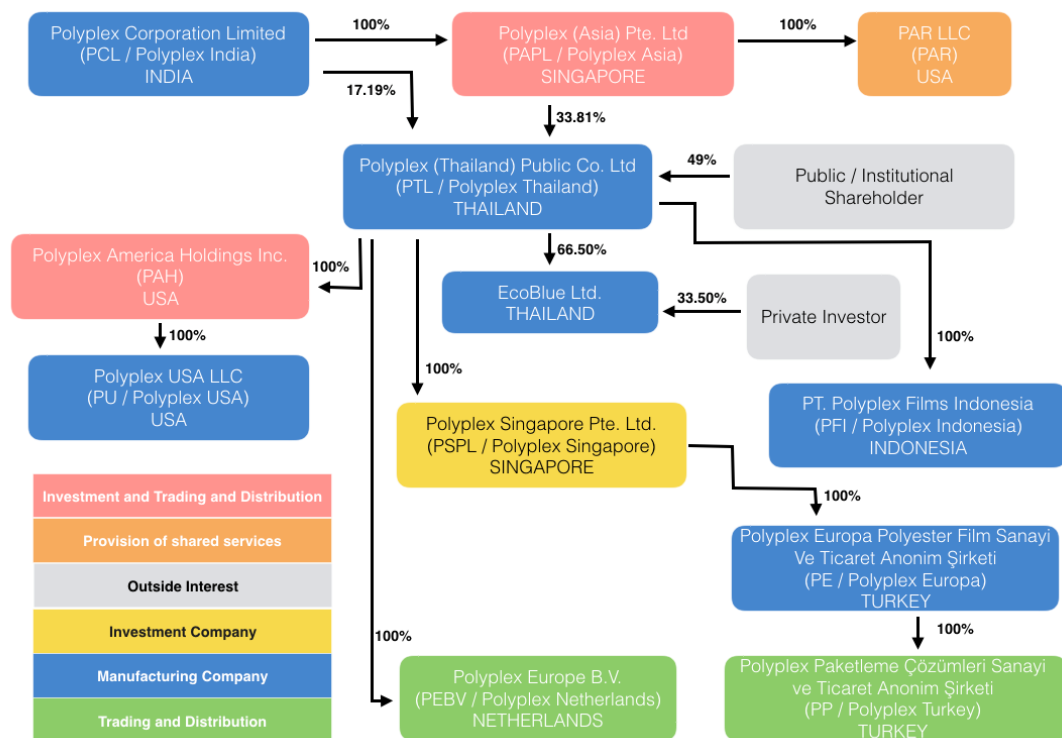 Polyplex Corporation Limited
(PCL / Polyplex India)
INDIA
100%
Polyplex (Asia) Pte. Ltd
(PAPL / Polyplex Asia)
SINGAPORE
100%
PAR LLC
(PAR)
USA
17.19%
33.81%
Polyplex (Thailand) Public Co. Ltd
(PTL / Polyplex Thailand)
THAILAND
49%
Public / Institutional
Shareholder
Polyplex America Holdings Inc.
(PAH)
USA
100%
66.50%
EcoBlue Ltd.
THAILAND
33.50%
Private Investor
100%
Polyplex USA LLC
(PU / Polyplex USA)
USA
100%
100%
Polyplex Singapore Pte. Ltd.
(PSPL / Polyplex Singapore)
SINGAPORE
PT. Polyplex Films Indonesia
(PFI / Polyplex Indonesia)
INDONESIA
100%
Polyplex Europa Polyester Film Sanayi
Ve Ticaret Anonim Şirketi
(PE / Polyplex Europa)
TURKEY
100%
Polyplex Paketleme Çözümleri Sanayi
ve Ticaret Anonim Şirketi
(PP / Polyplex Turkey)
TURKEY
100%
Polyplex Europe B.V.
(PEBV / Polyplex Netherlands)
NETHERLANDS
Investment and Trading and Distribution
Provision of shared services
Outside Interest
Investment Company
Manufacturing Company
Trading and Distribution